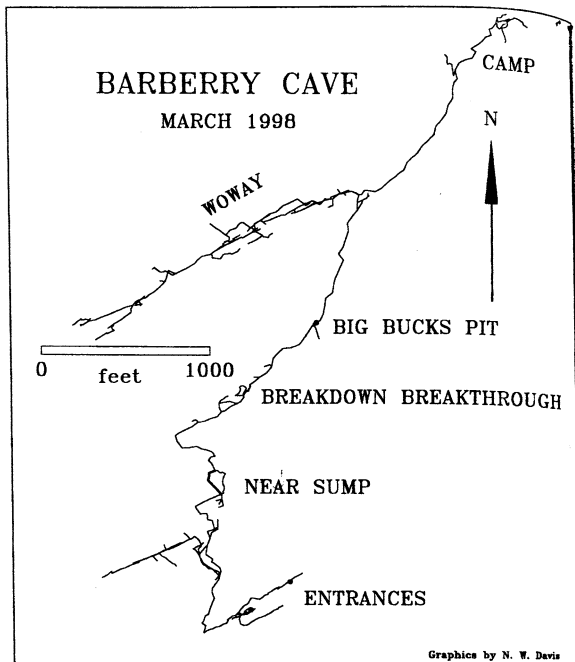 BARBERRY CAVE
MARCH 1998
CAMP
N
WOWAY
BIG BUCKS PIT
0 feet 1000
BREAKDOWN BREAKTHROUGH
NEAR SUMP
ENTRANCES
Graphics by N. W. Davis